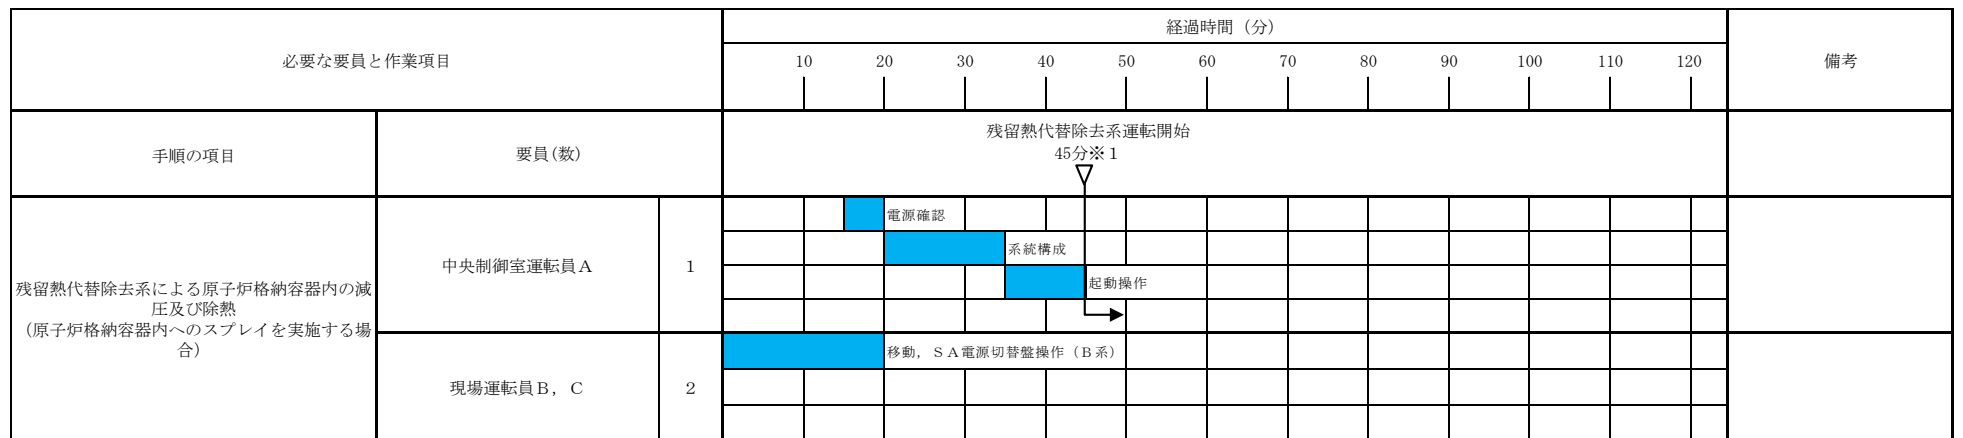 必要な要員と作業項目
経過時間（分）
備考
10 20 30 40 50 60 70 80 90 100 110 120
手順の項目
要員(数)
残留熱代替除去系運転開始
45分※１
残留熱代替除去系による原子炉格納容器内の減
圧及び除熱
（原子炉格納容器内へのスプレイを実施する場
合）
中央制御室運転員Ａ
1
電源確認
系統構成
起動操作
現場運転員Ｂ，Ｃ
2
移動，ＳＡ電源切替盤操作（Ｂ系）